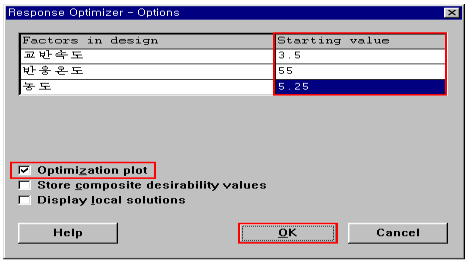 Response Optimizer - Options
Factors in design Starting value
교반속도 3.5
반응온도 55
농도 5.25
Optimization plot
Store composite desirability values
Display local solutions
Help OK Cancel